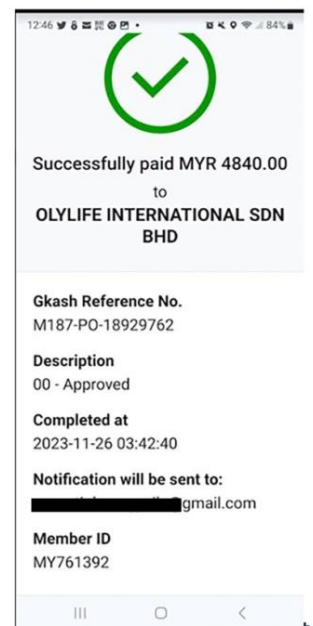 12:46
84%
Successfully paid MYR 4840.00
to
OLYLIFE INTERNATIONAL SDN
BHD
Gkash Reference No.
M187-PO-18929762
Description
00 - Approved
Completed at
2023-11-26 03:42:40
Notification will be sent to:
@gmail.com
Member ID
MY761392